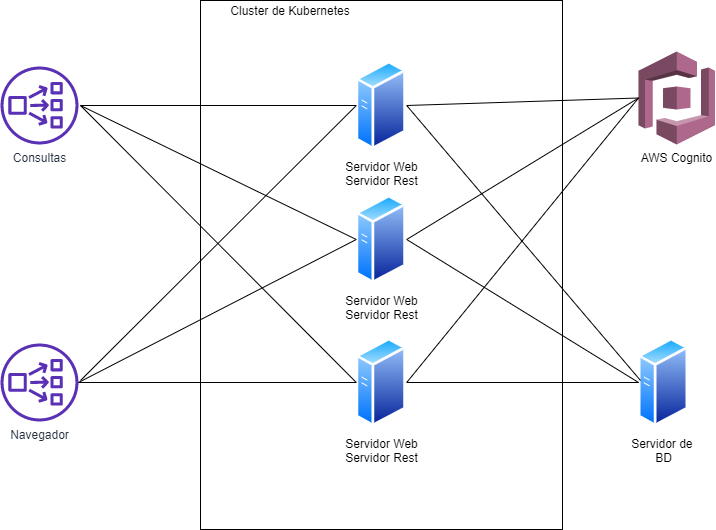 Cluster de Kubernetes
Consultas
Servidor Web
Servidor Rest
AWS Cognito
Servidor Web
Servidor Rest
Navegador
Servidor Web
Servidor Rest
Servidor de
BD